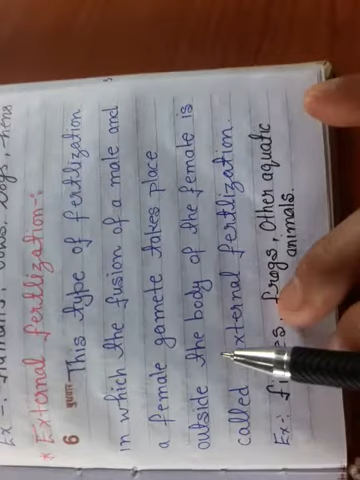 Ex -: Humans, cows, dogs, hens
* External fertilization -:
6 This type of fertilization
in which the fusion of a male and
a female gamete takes place
outside the body of the female is
called external fertilization.
Ex -: frogs, Other aquatic
animals.